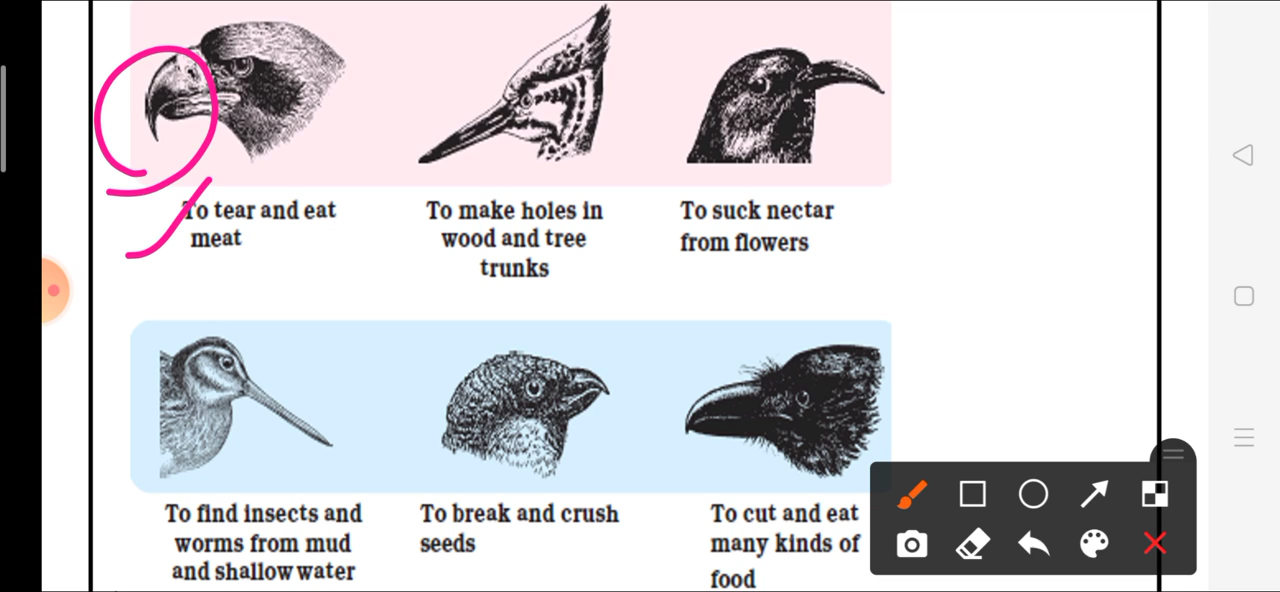 To tear and eat
meat
To make holes in
wood and tree
trunks
To suck nectar
from flowers
To find insects and
worms from mud
and shallow water
To break and crush
seeds
To cut and eat
many kinds of
food